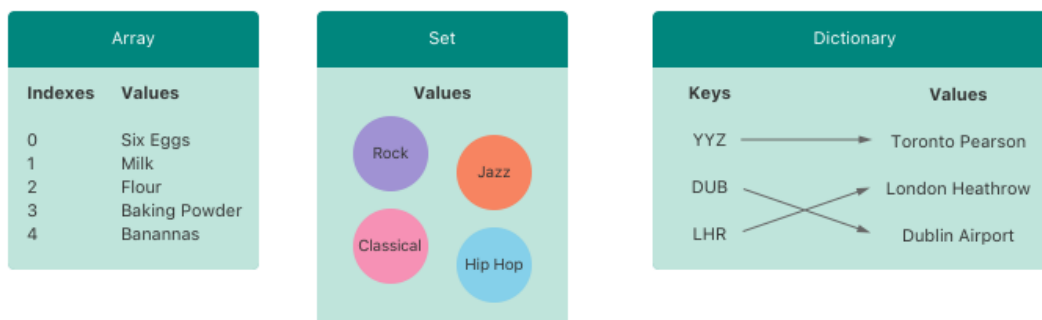 Array
Indexes Values
0 Six Eggs
1 Milk
2 Flour
3 Baking Powder
4 Banannas
Set
Values
Rock
Jazz
Classical
Hip Hop
Dictionary
Keys Values
YYZ Toronto Pearson
DUB London Heathrow
LHR Dublin Airport